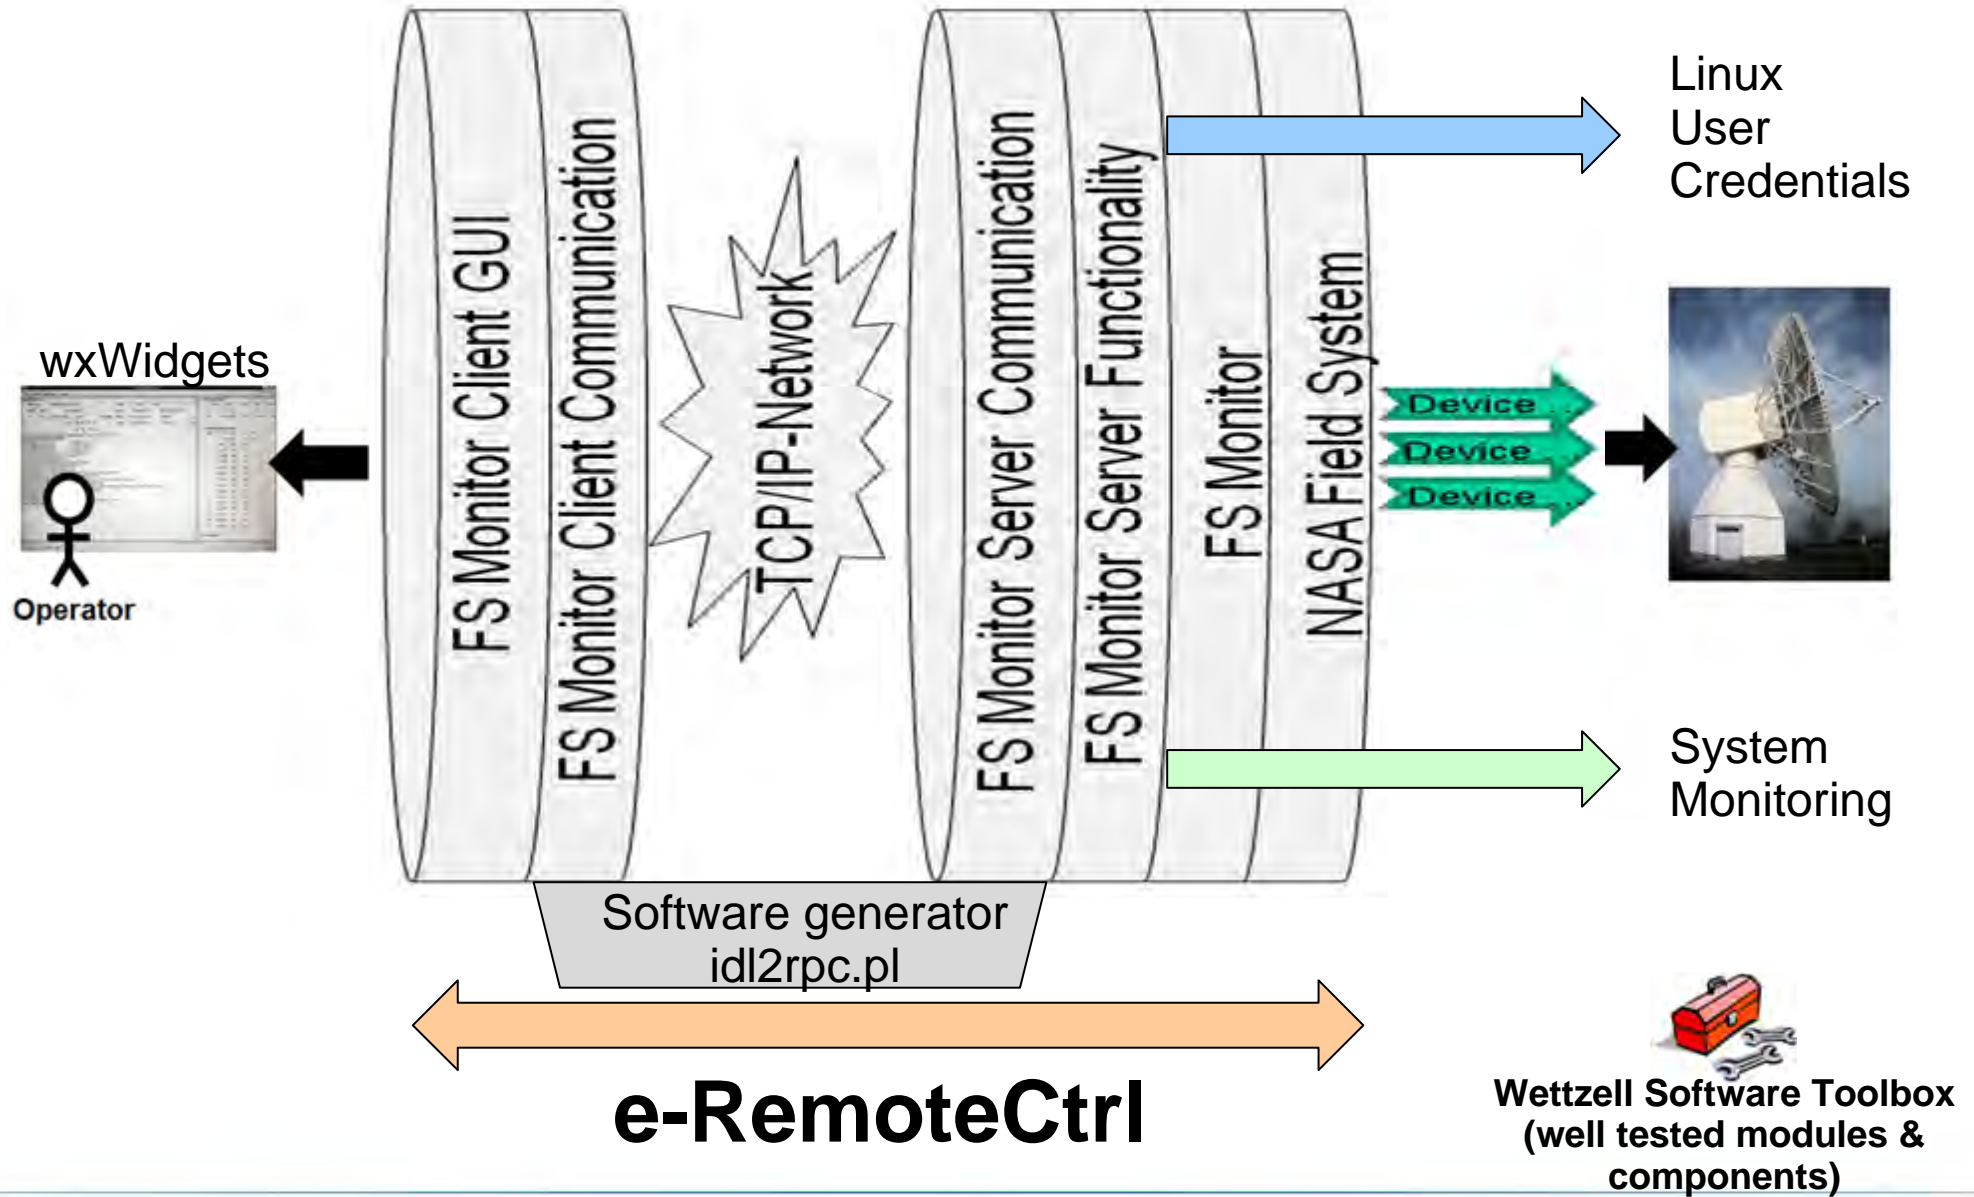 wxWidgets
Operator
FS Monitor Client GUI
FS Monitor Client Communication
TCP/IP-Network
FS Monitor Server Communication
FS Monitor Server Functionality
FS Monitor
NASA Field System
Device ...
Device ...
Device ...
Linux
User
Credentials
System
Monitoring
Software generator
idl2rpc.pl
e-RemoteCtrl
Wettzell Software Toolbox
(well tested modules &
components)